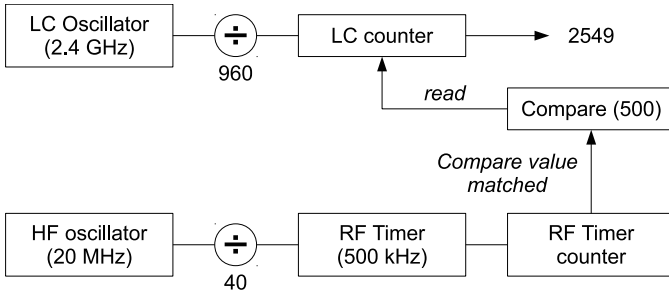 LC Oscillator
(2.4 GHz)
÷
960
LC counter
2549
read
Compare (500)
Compare value
matched
HF oscillator
(20 MHz)
÷
40
RF Timer
(500 kHz)
RF Timer
counter